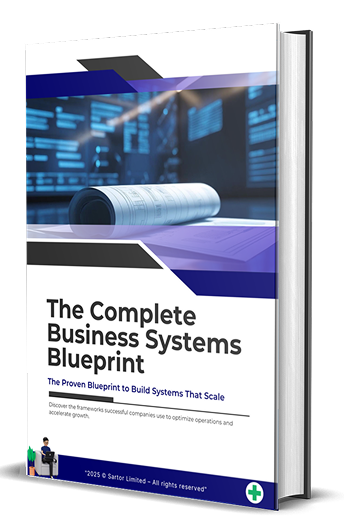 The Complete
Business Systems
Blueprint
The Proven Blueprint to Build Systems That Scale
Discover the frameworks successful companies use to optimize operations and
accelerate growth.
"2025 © Sartor Limited – All rights reserved"